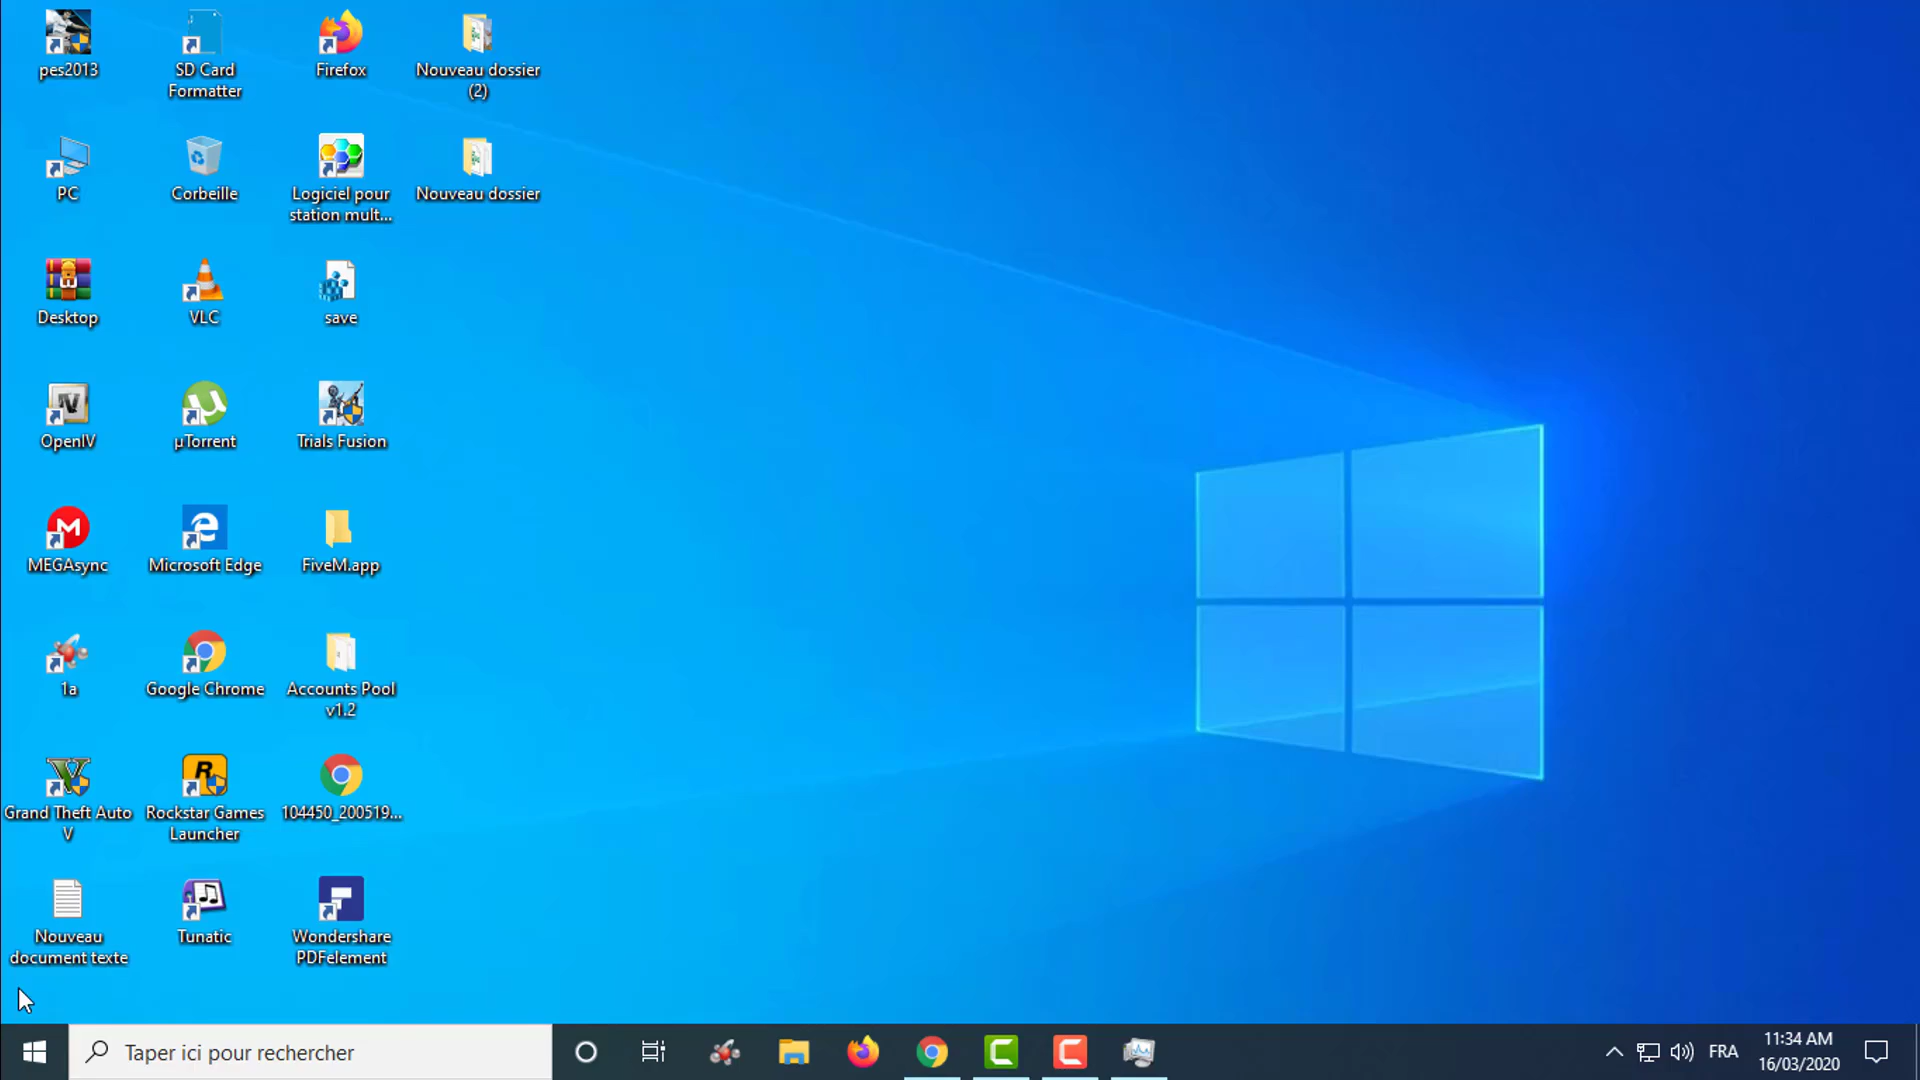 pes2013
SD Card
Formatter
Firefox
Nouveau dossier
(2)
PC
Corbeille
Logiciel pour
station mult...
Nouveau dossier
Desktop
VLC
save
OpenIV
µTorrent
Trials Fusion
MEGAsync
Microsoft Edge
FiveM.app
1a
Google Chrome
Accounts Pool
v1.2
Grand Theft Auto
V
Rockstar Games
Launcher
104450_200519...
Nouveau
document texte
Tunatic
Wondershare
PDFelement
Taper ici pour rechercher
FRA
11:34 AM
16/03/2020